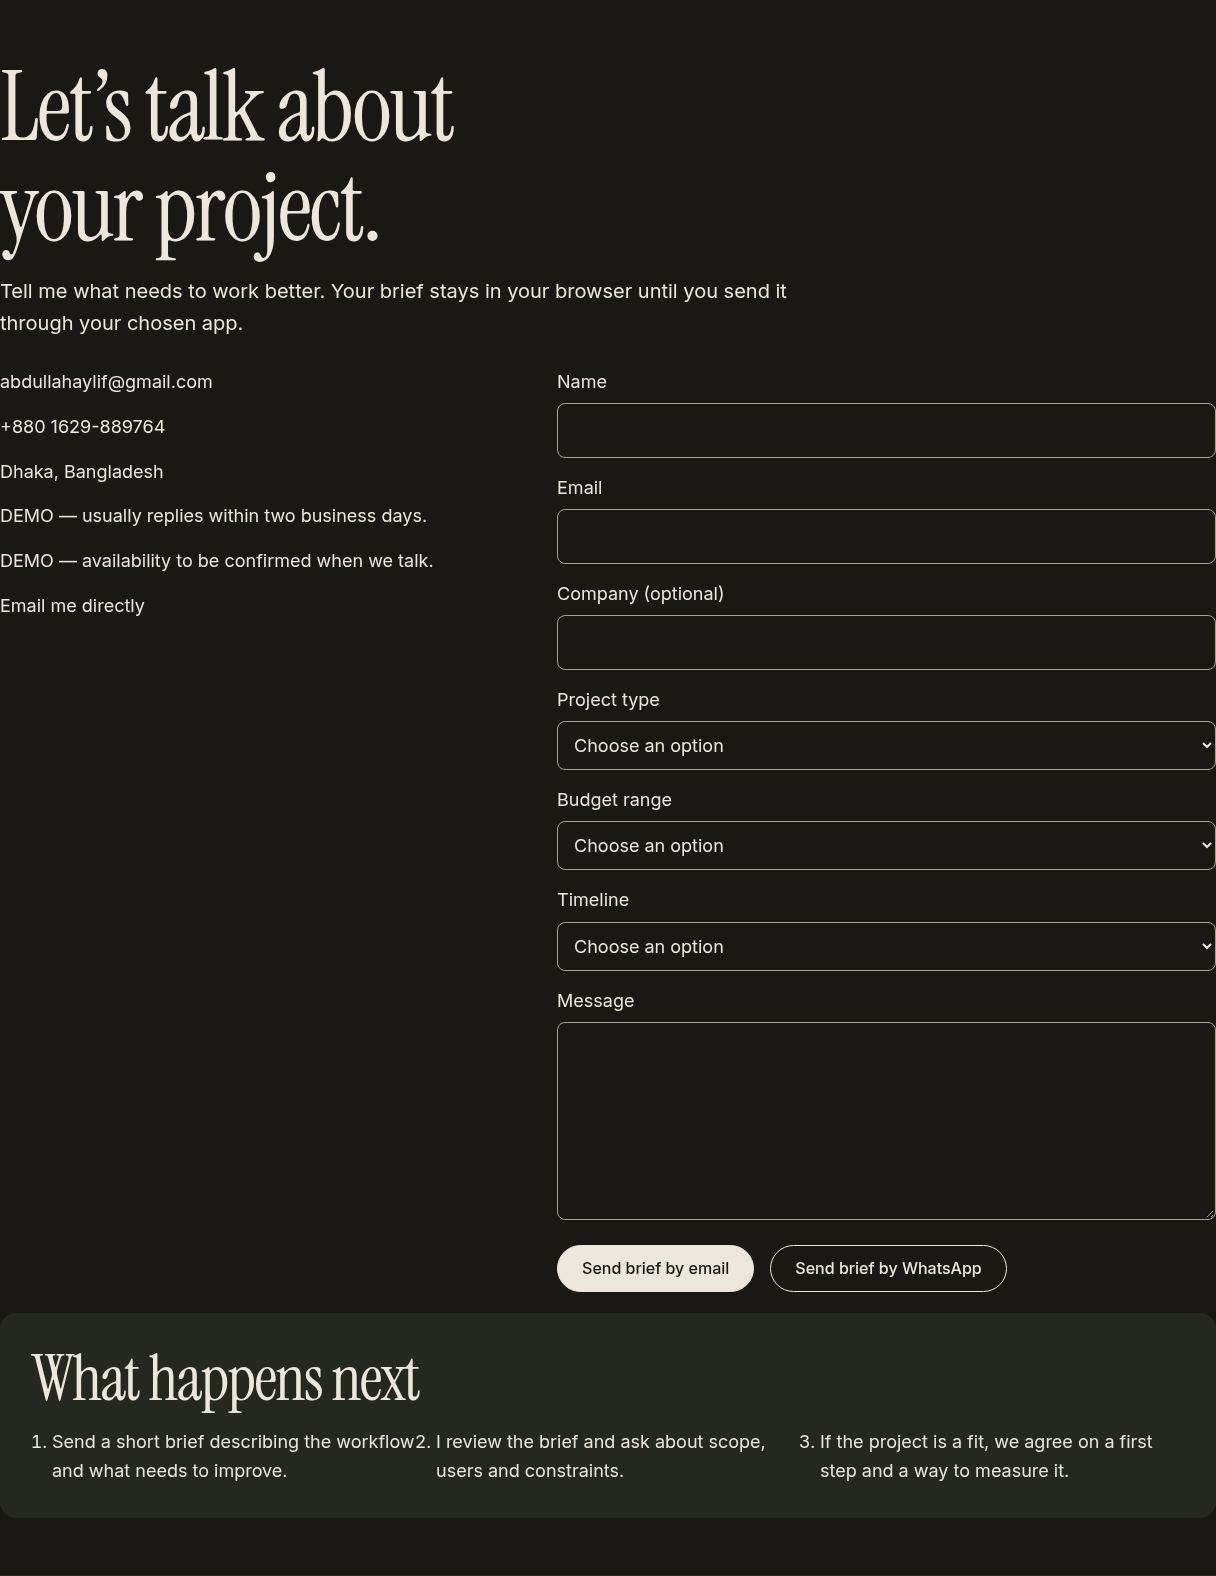 Let’s talk about
your project.
Tell me what needs to work better. Your brief stays in your browser until you send it
through your chosen app.
abdullahaylif@gmail.com
+880 1629-889764
Dhaka, Bangladesh
DEMO — usually replies within two business days.
DEMO — availability to be confirmed when we talk.
Email me directly
Name
Email
Company (optional)
Project type
Choose an option
Budget range
Choose an option
Timeline
Choose an option
Message
Send brief by email
Send brief by WhatsApp
What happens next
1. Send a short brief describing the workflow
and what needs to improve.
2. I review the brief and ask about scope,
users and constraints.
3. If the project is a fit, we agree on a first
step and a way to measure it.